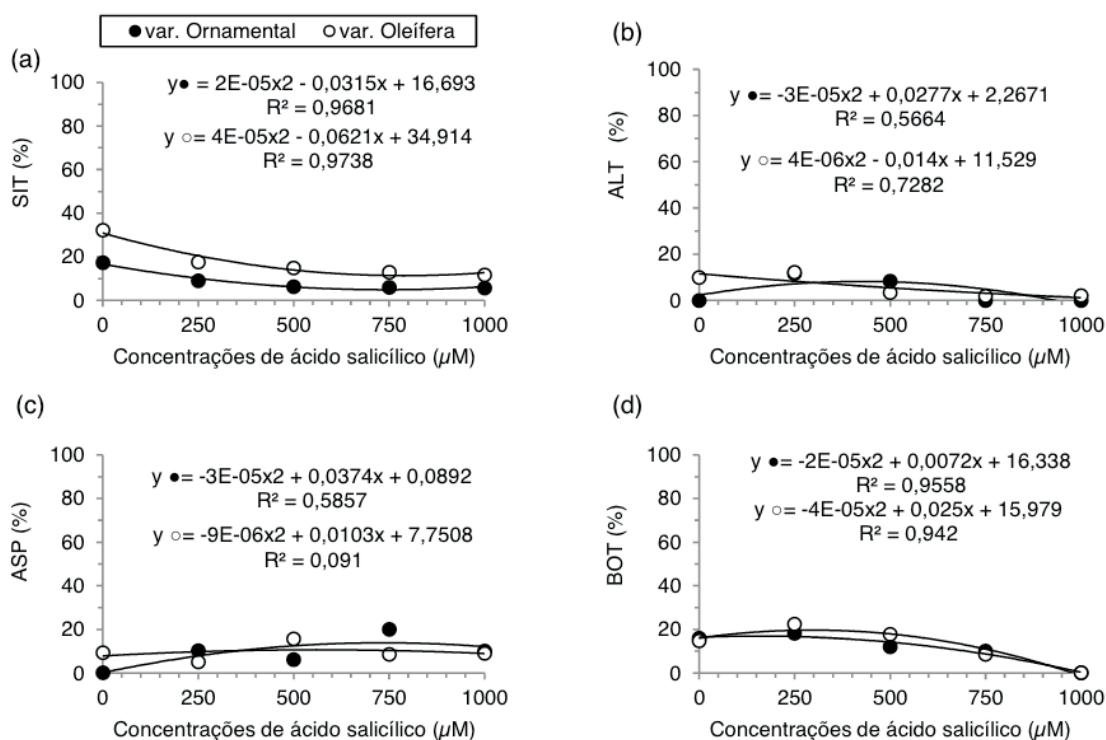 ● var. Ornamental ○ var. Oleífera
(a)
y● = 2E-05x2 - 0,0315x + 16,693
R² = 0,9681
y ○= 4E-05x2 - 0,0621x + 34,914
R² = 0,9738
SIT (%)
100
80
60
40
20
0
0 250 500 750 1000
Concentrações de ácido salicílico (µM)
(b)
y ●= -3E-05x2 + 0,0277x + 2,2671
R² = 0,5664
y ○= 4E-06x2 - 0,014x + 11,529
R² = 0,7282
ALT (%)
100
80
60
40
20
0
0 250 500 750 1000
Concentrações de ácido salicílico (µM)
(c)
y ●= -3E-05x2 + 0,0374x + 0,0892
R² = 0,5857
y ○= -9E-06x2 + 0,0103x + 7,7508
R² = 0,091
ASP (%)
100
80
60
40
20
0
0 250 500 750 1000
Concentrações de ácido salicílico (µM)
(d)
y ●= -2E-05x2 + 0,0072x + 16,338
R² = 0,9558
y ○= -4E-05x2 + 0,025x + 15,979
R² = 0,942
BOT (%)
100
80
60
40
20
0
0 250 500 750 1000
Concentrações de ácido salicílico (µM)